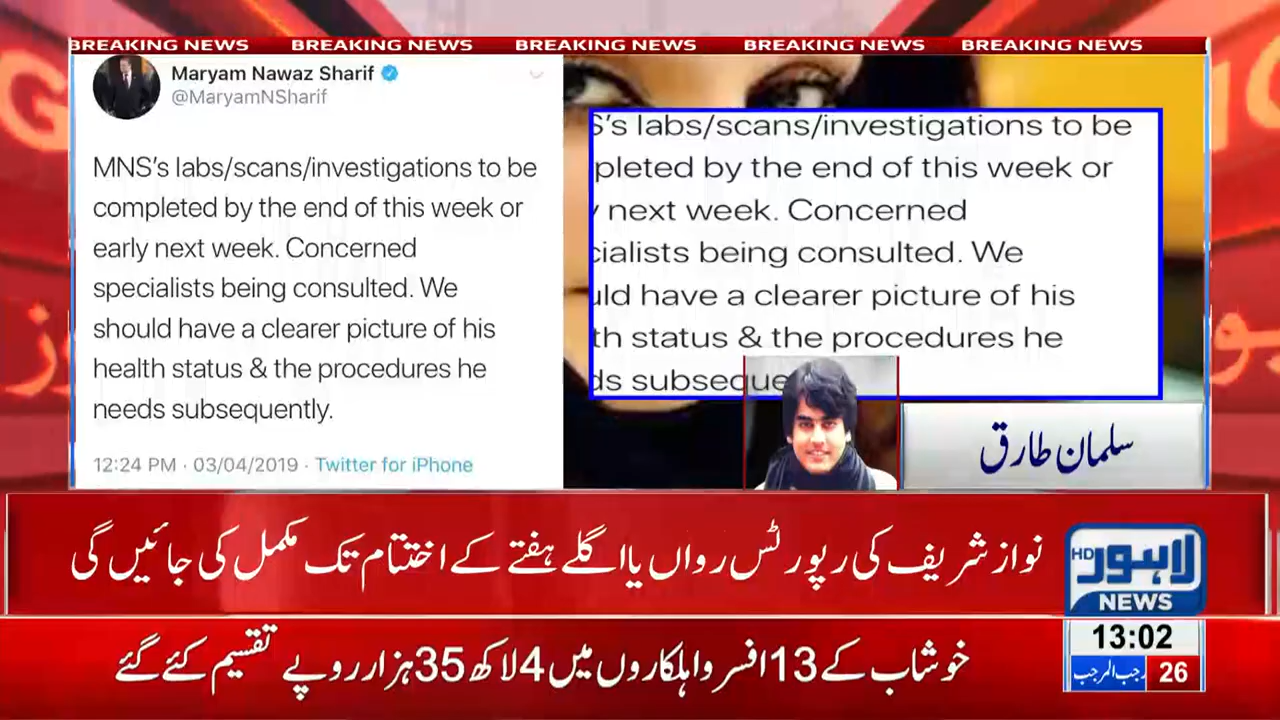 BREAKING NEWS BREAKING NEWS BREAKING NEWS BREAKING NEWS BREAKING NEWS
Maryam Nawaz Sharif
@MaryamNSharif
MNS's labs/scans/investigations to be
completed by the end of this week or
early next week. Concerned
specialists being consulted. We
should have a clearer picture of his
health status & the procedures he
needs subsequently.
12:24 PM · 03/04/2019 · Twitter for iPhone
S's labs/scans/investigations to be
pleted by the end of this week or
y next week. Concerned
cialists being consulted. We
uld have a clearer picture of his
th status & the procedures he
ds subseque
سلمان طارق
نواز شریف کی رپورٹس رواں یا اگلے ہفتے کے اختتام تک مکمل کی جائیں گی
لاہور HD
NEWS
خوشاب کے 13 افسر و اہلکاروں میں 4 لاکھ 35 ہزار روپے تقسیم کئے گئے
13:02
26 رجب المرجب